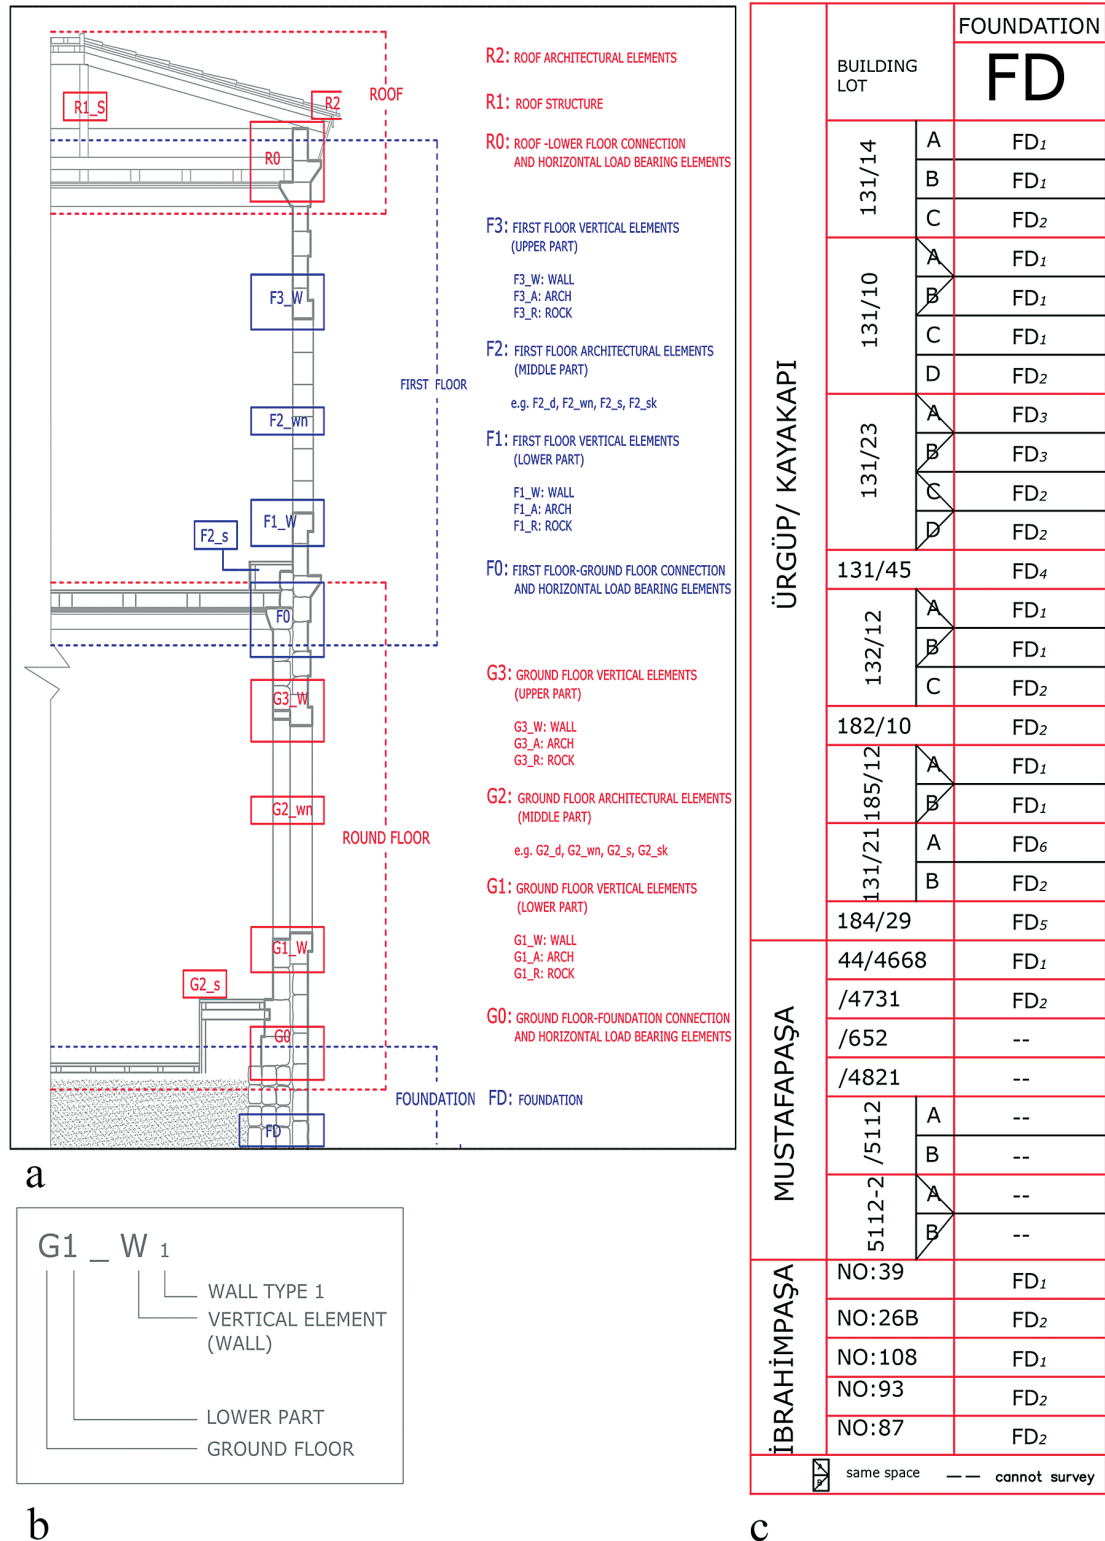 R1_S
R2
ROOF
R0
F3_W
FIRST FLOOR
F2_wn
F1_W
F2_s
F0
G3_W
G2_wn
ROUND FLOOR
G1_W
G2_s
G0
FOUNDATION
FD
R2: ROOF ARCHITECTURAL ELEMENTS
R1: ROOF STRUCTURE
R0: ROOF -LOWER FLOOR CONNECTION
AND HORIZONTAL LOAD BEARING ELEMENTS
F3: FIRST FLOOR VERTICAL ELEMENTS
(UPPER PART)
F3_W: WALL
F3_A: ARCH
F3_R: ROCK
F2: FIRST FLOOR ARCHITECTURAL ELEMENTS
(MIDDLE PART)
e.g. F2_d, F2_wn, F2_s, F2_sk
F1: FIRST FLOOR VERTICAL ELEMENTS
(LOWER PART)
F1_W: WALL
F1_A: ARCH
F1_R: ROCK
F0: FIRST FLOOR-GROUND FLOOR CONNECTION
AND HORIZONTAL LOAD BEARING ELEMENTS
G3: GROUND FLOOR VERTICAL ELEMENTS
(UPPER PART)
G3_W: WALL
G3_A: ARCH
G3_R: ROCK
G2: GROUND FLOOR ARCHITECTURAL ELEMENTS
(MIDDLE PART)
e.g. G2_d, G2_wn, G2_s, G2_sk
G1: GROUND FLOOR VERTICAL ELEMENTS
(LOWER PART)
G1_W: WALL
G1_A: ARCH
G1_R: ROCK
G0: GROUND FLOOR-FOUNDATION CONNECTION
AND HORIZONTAL LOAD BEARING ELEMENTS
FD: FOUNDATION
a
G1 _ W 1
WALL TYPE 1
VERTICAL ELEMENT
(WALL)
LOWER PART
GROUND FLOOR
b
BUILDING
LOT
FOUNDATION
FD
ÜRGÜP/ KAYAKAPI
131/14
A FD1
B FD1
C FD2
131/10
A FD1
B FD1
C FD1
D FD2
131/23
A FD3
B FD3
C FD2
D FD2
131/45 FD4
132/12
A FD1
B FD1
C FD2
182/10 FD2
185/12
A FD1
B FD1
131/21
A FD6
B FD2
184/29 FD5
MUSTAFAPAŞA
44/4668 FD1
/4731 FD2
/652 --
/4821 --
/5112
A --
B --
5112-2
A --
B --
İBRAHİMPAŞA
NO:39 FD1
NO:26B FD2
NO:108 FD1
NO:93 FD2
NO:87 FD2
A
B
same space
—— cannot survey
c